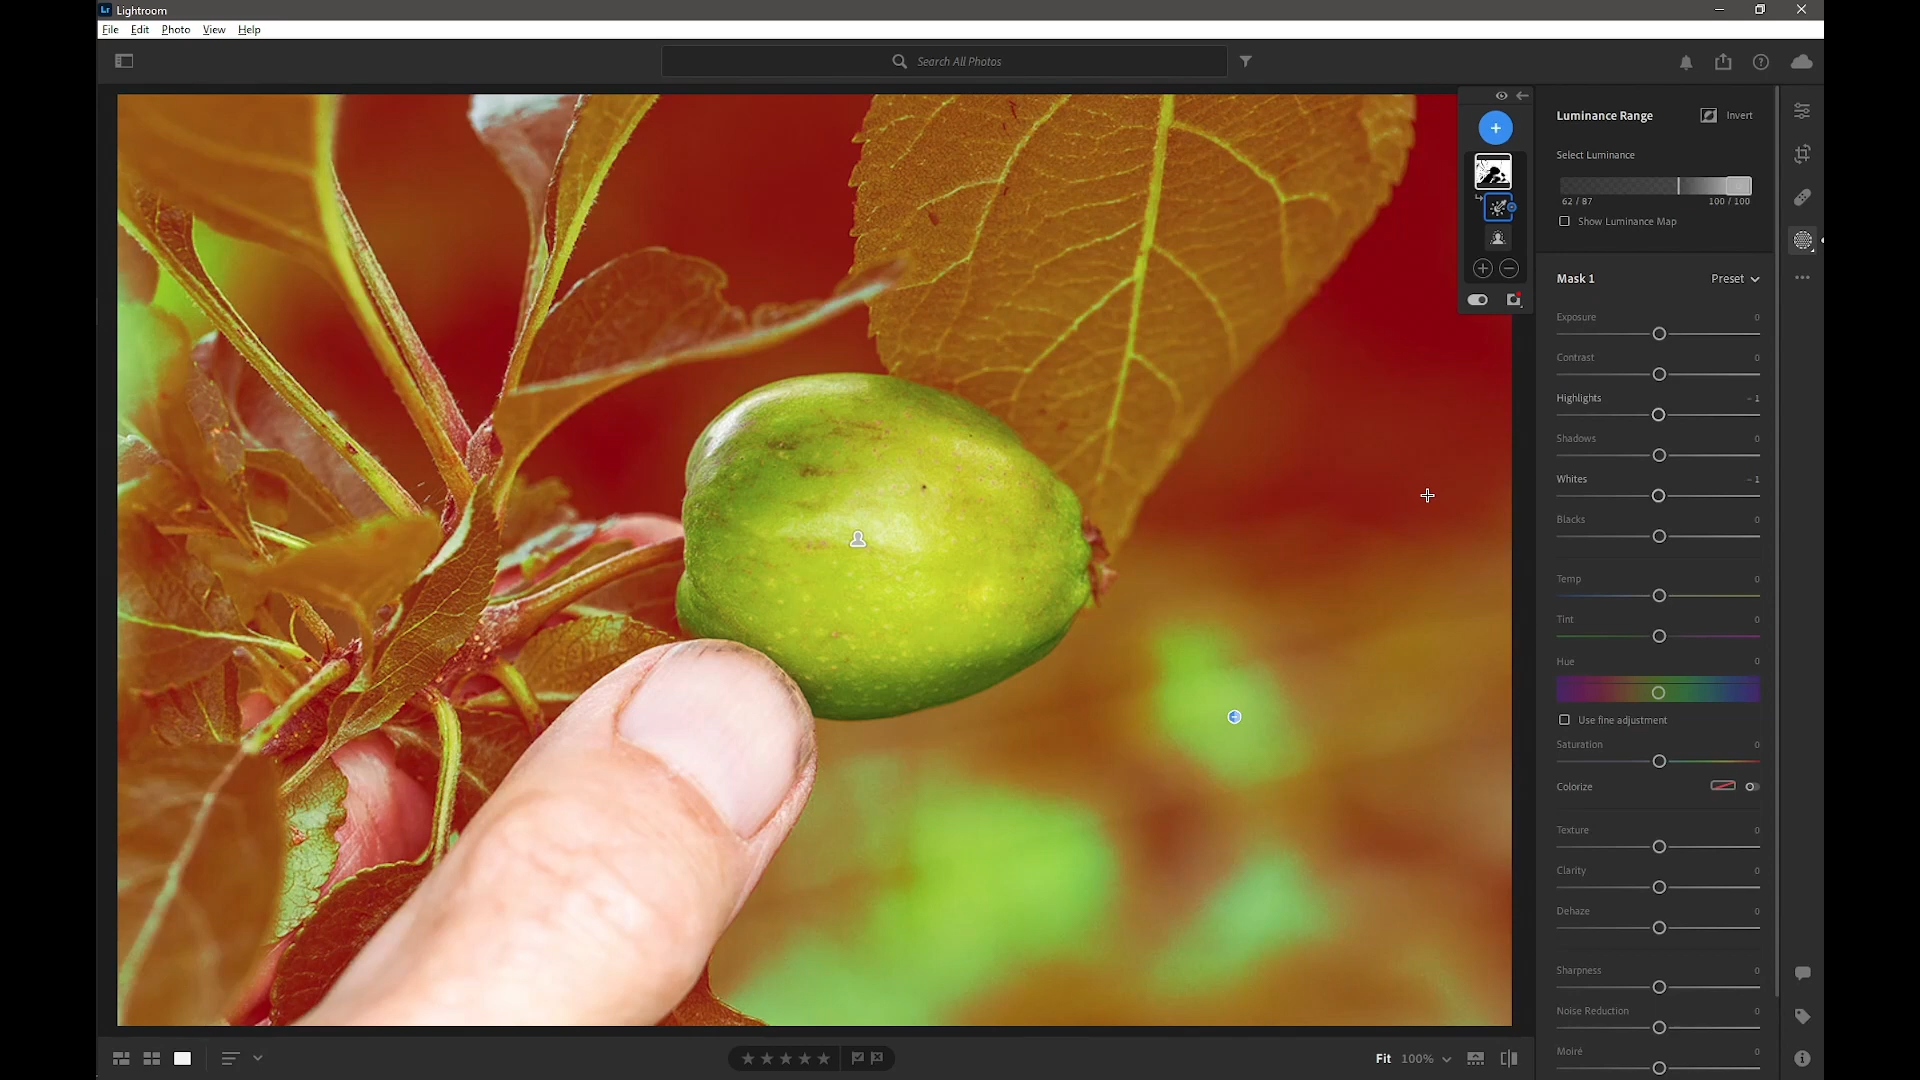 Lr Lightroom
File Edit Photo View Help
Search All Photos
Luminance Range Invert
Select Luminance
62 / 87 100 / 100
Show Luminance Map
Mask 1 Preset
Exposure 0
Contrast 0
Highlights - 1
Shadows 0
Whites - 1
Blacks 0
Temp 0
Tint 0
Hue 0
Use fine adjustment
Saturation 0
Colorize
Texture 0
Clarity 0
Dehaze 0
Sharpness 0
Noise Reduction 0
Moiré 0
Fit 100%